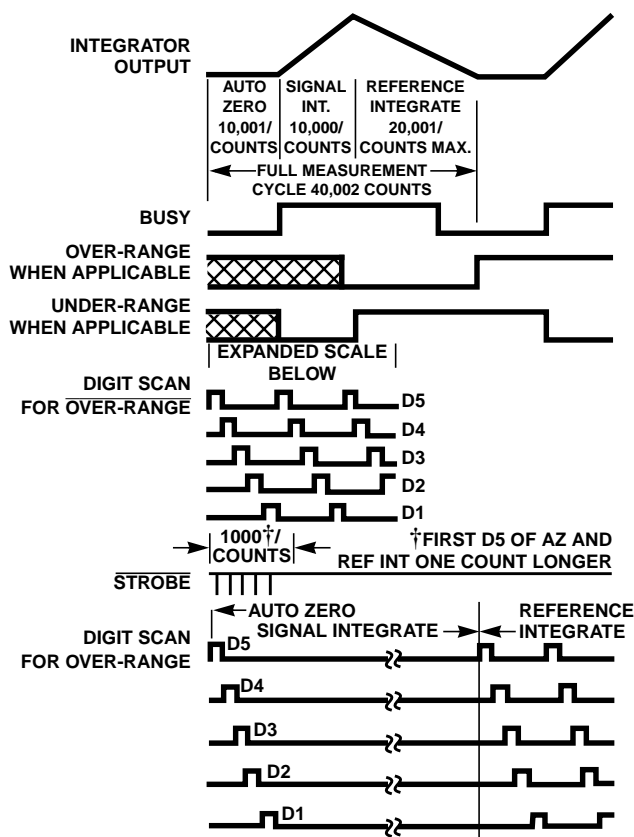 INTEGRATOR
OUTPUT
AUTO
ZERO
10,001/
COUNTS
SIGNAL
INT.
10,000/
COUNTS
REFERENCE
INTEGRATE
20,001/
COUNTS MAX.
FULL MEASUREMENT
CYCLE 40,002 COUNTS
BUSY
OVER-RANGE
WHEN APPLICABLE
UNDER-RANGE
WHEN APPLICABLE
EXPANDED SCALE
BELOW
DIGIT SCAN
FOR OVER-RANGE
D5
D4
D3
D2
D1
1000†/
COUNTS
†FIRST D5 OF AZ AND
REF INT ONE COUNT LONGER
STROBE
AUTO ZERO
SIGNAL INTEGRATE
REFERENCE
INTEGRATE
DIGIT SCAN
FOR OVER-RANGE
D5
D4
D3
D2
D1